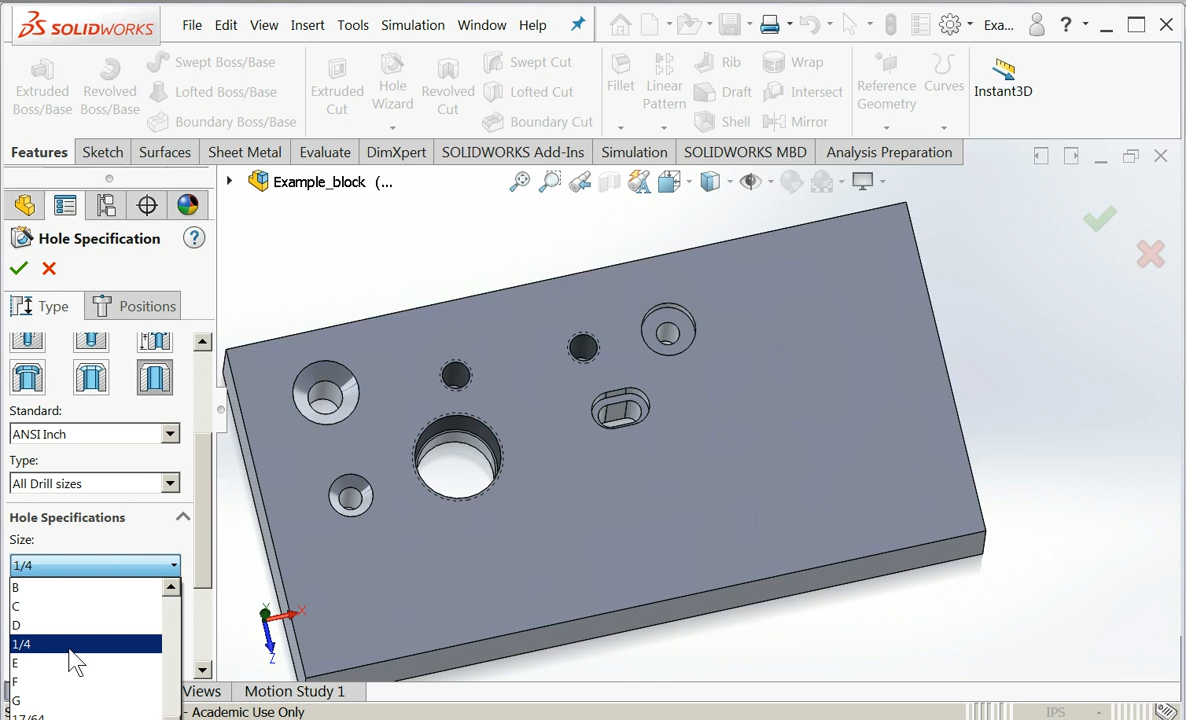 SOLIDWORKS File Edit View Insert Tools Simulation Window Help Exa... ?
Extruded Boss/Base
Revolved Boss/Base
Swept Boss/Base
Lofted Boss/Base
Boundary Boss/Base
Extruded Cut
Hole Wizard
Revolved Cut
Swept Cut
Lofted Cut
Boundary Cut
Fillet
Linear Pattern
Rib
Draft
Shell
Wrap
Intersect
Mirror
Reference Geometry
Curves
Instant3D
Features Sketch Surfaces Sheet Metal Evaluate DimXpert SOLIDWORKS Add-Ins Simulation SOLIDWORKS MBD Analysis Preparation
Example_block (...
Hole Specification ?
Type Positions
Standard:
ANSI Inch
Type:
All Drill sizes
Hole Specifications
Size:
1/4
B
C
D
1/4
E
F
G
17/64
Y
X
Z
Views Motion Study 1
- Academic Use Only IPS -